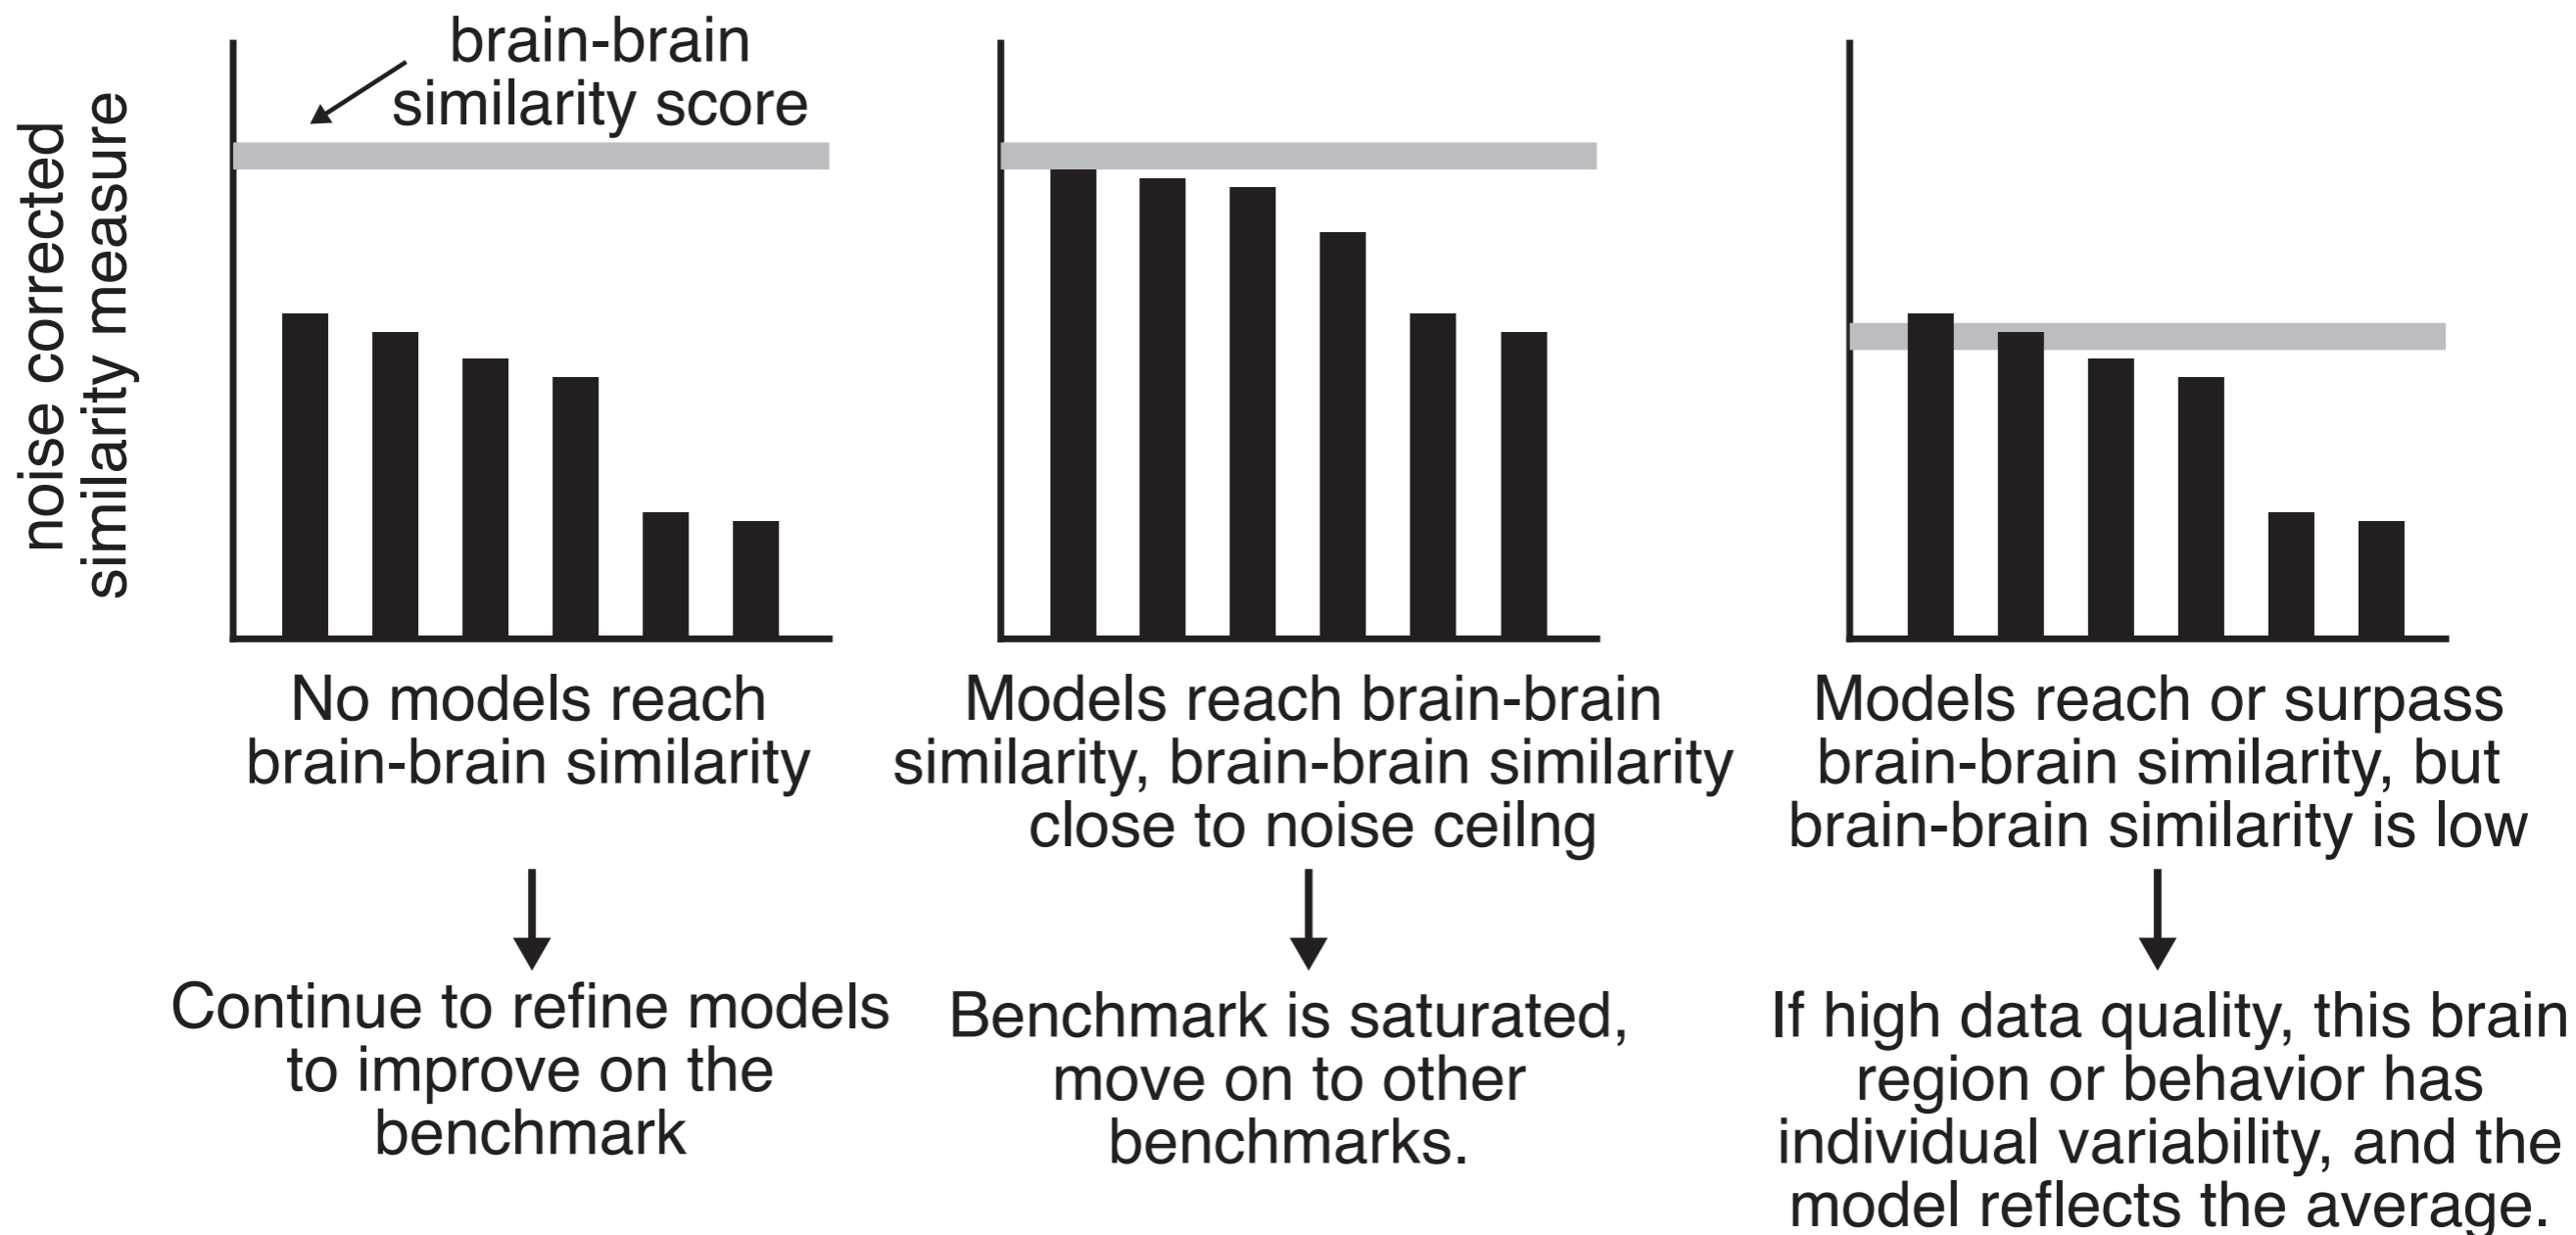 brain-brain
similarity score
noise corrected
similarity measure
No models reach
brain-brain similarity
Continue to refine models
to improve on the
benchmark
Models reach brain-brain
similarity, brain-brain similarity
close to noise ceilng
Benchmark is saturated,
move on to other
benchmarks.
Models reach or surpass
brain-brain similarity, but
brain-brain similarity is low
If high data quality, this brain
region or behavior has
individual variability, and the
model reflects the average.